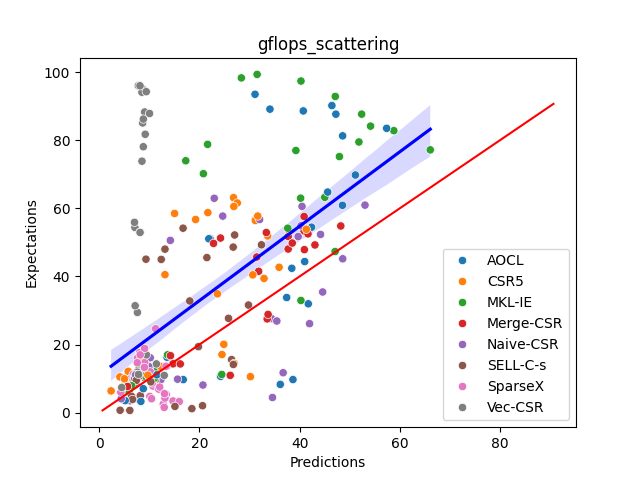 gflops_scattering
100
80
60
40
20
0
Expectations
0 20 40 60 80
Predictions
AOCL
CSR5
MKL-IE
Merge-CSR
Naive-CSR
SELL-C-s
SparseX
Vec-CSR